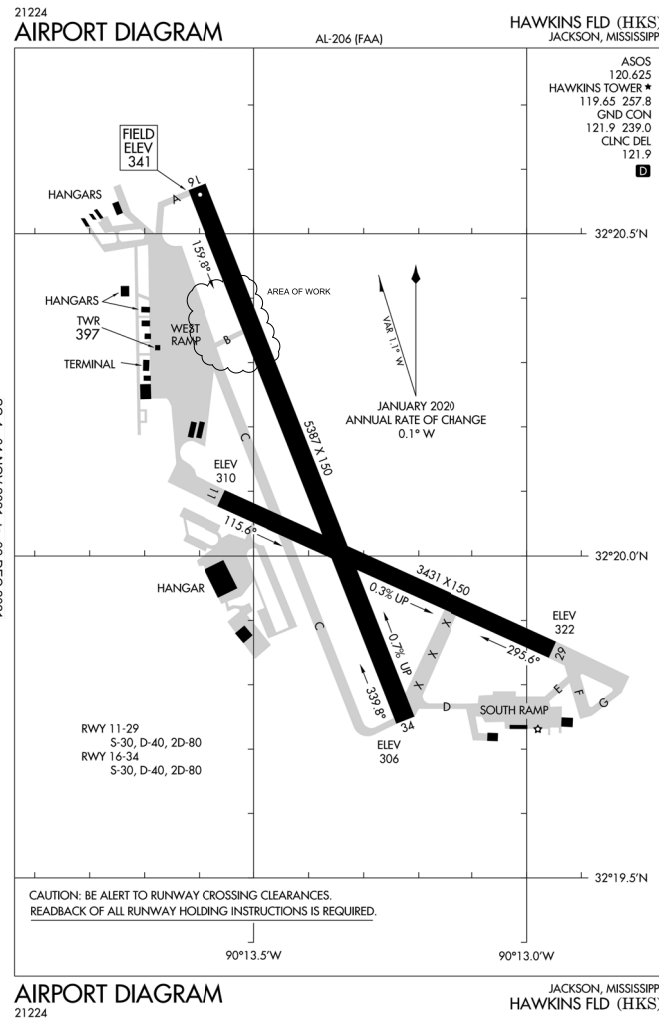 21224
AIRPORT DIAGRAM
AL-206 (FAA)
HAWKINS FLD (HKS)
JACKSON, MISSISSIPP
ASOS
120.625
HAWKINS TOWER ★
119.65 257.8
GND CON
121.9 239.0
CLNC DEL
121.9
D
FIELD
ELEV
341
16
A
HANGARS
32°20.5'N
159.8°
AREA OF WORK
HANGARS
TWR
397
WEST
RAMP
B
TERMINAL
VAR 1.1° W
JANUARY 2020
ANNUAL RATE OF CHANGE
0.1° W
5387 X 150
C
ELEV
310
11
115.6°
32°20.0'N
3431 X 150
0.3% UP
HANGAR
C
X
X
X
X
0.7% UP
ELEV
322
29
295.6°
339.8°
34
ELEV
306
D
SOUTH RAMP
E
F
G
RWY 11-29
S-30, D-40, 2D-80
RWY 16-34
S-30, D-40, 2D-80
32°19.5'N
CAUTION: BE ALERT TO RUNWAY CROSSING CLEARANCES.
READBACK OF ALL RUNWAY HOLDING INSTRUCTIONS IS REQUIRED.
90°13.5'W
90°13.0'W
AIRPORT DIAGRAM
21224
JACKSON, MISSISSIPP
HAWKINS FLD (HKS)